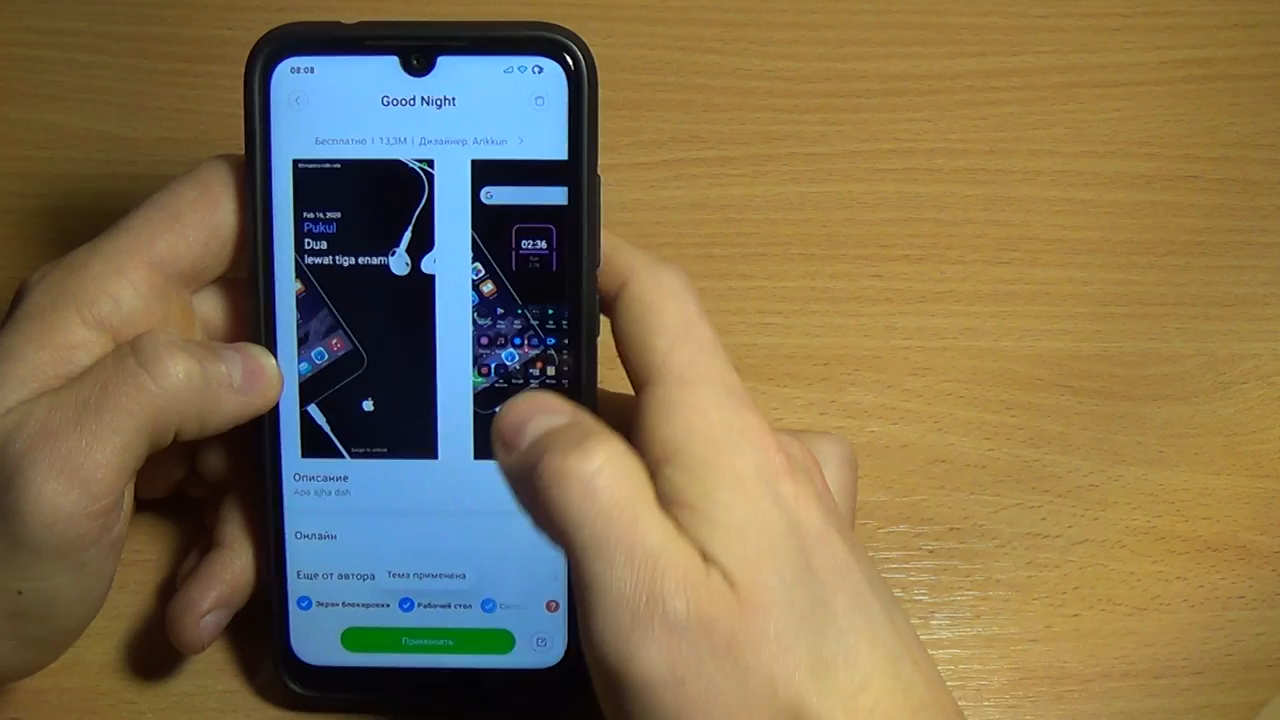 08:08
Good Night
Бесплатно | 13,3M | Дизайнер: Arikkun
Feb 16, 2020
Pukul
Dua
lewat tiga enam
G
02:36
Описание
Apa ajha dah
Онлайн
Еще от автора
Тема применена
Экран блокировки
Рабочий стол
?
Применить